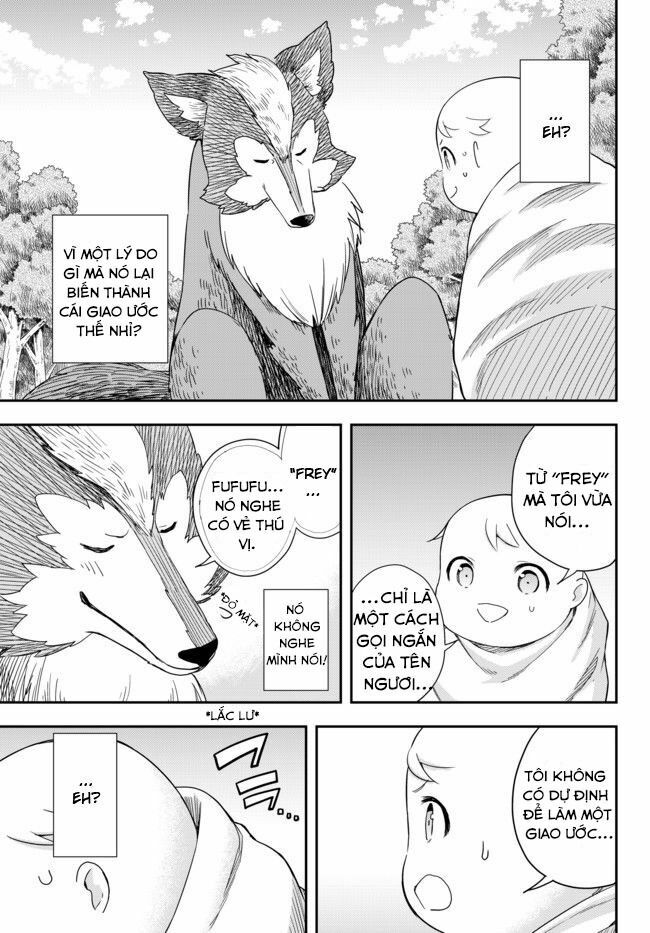 ...
EH?
VÌ MỘT LÝ DO
GÌ MÀ NÓ LẠI
BIẾN THÀNH
CÁI GIAO ƯỚC
THẾ NHỈ?
TỪ "FREY"
MÀ TÔI VỪA
NÓI...
...CHỈ LÀ
MỘT CÁCH
GỌI NGẮN
CỦA TÊN
NGƯƠI...
"FREY"
...
FUFUFU...
NÓ NGHE
CÓ VẺ THÚ
VỊ.
*ĐỎ MẶT*
NÓ
KHÔNG
NGHE
MÌNH NÓI!
TÔI KHÔNG
CÓ DỰ ĐỊNH
ĐỂ LÀM MỘT
GIAO ƯỚC...
*LẮC LƯ*
...
EH?